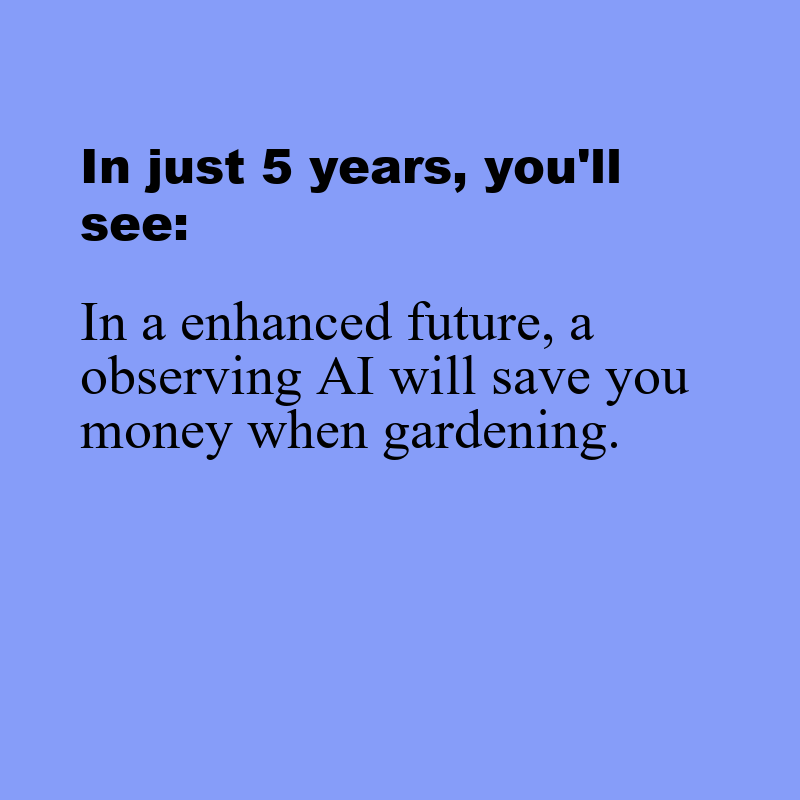 In just 5 years, you'll
see:
In a enhanced future, a
observing AI will save you
money when gardening.